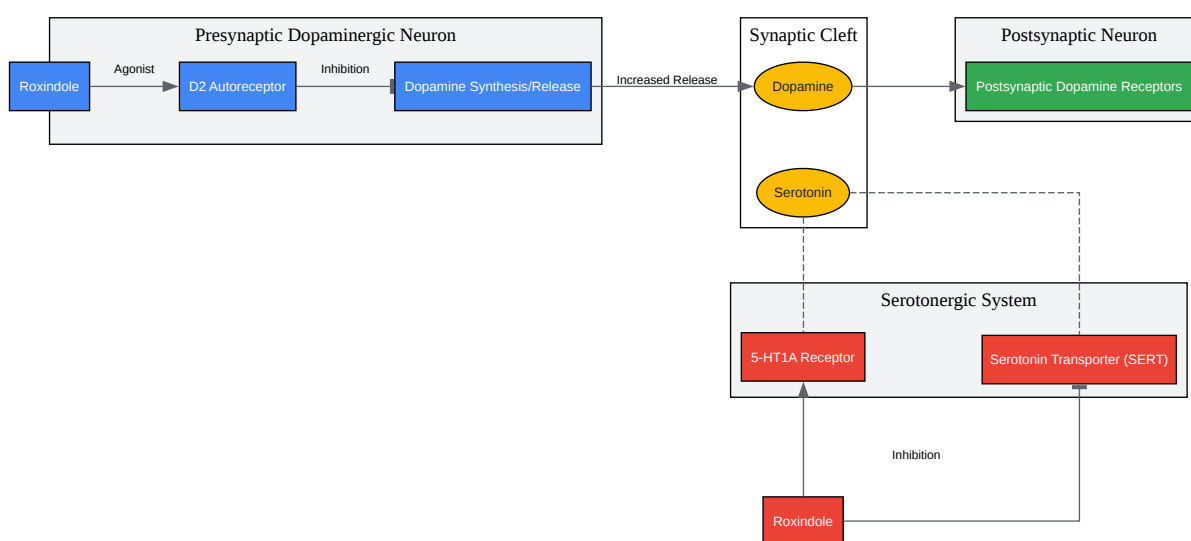 Presynaptic Dopaminergic Neuron
Synaptic Cleft
Postsynaptic Neuron
Roxindole
Agonist
D2 Autoreceptor
Inhibition
Dopamine Synthesis/Release
Increased Release
Dopamine
Postsynaptic Dopamine Receptors
Serotonin
Serotonergic System
5-HT1A Receptor
Serotonin Transporter (SERT)
Inhibition
Roxindole